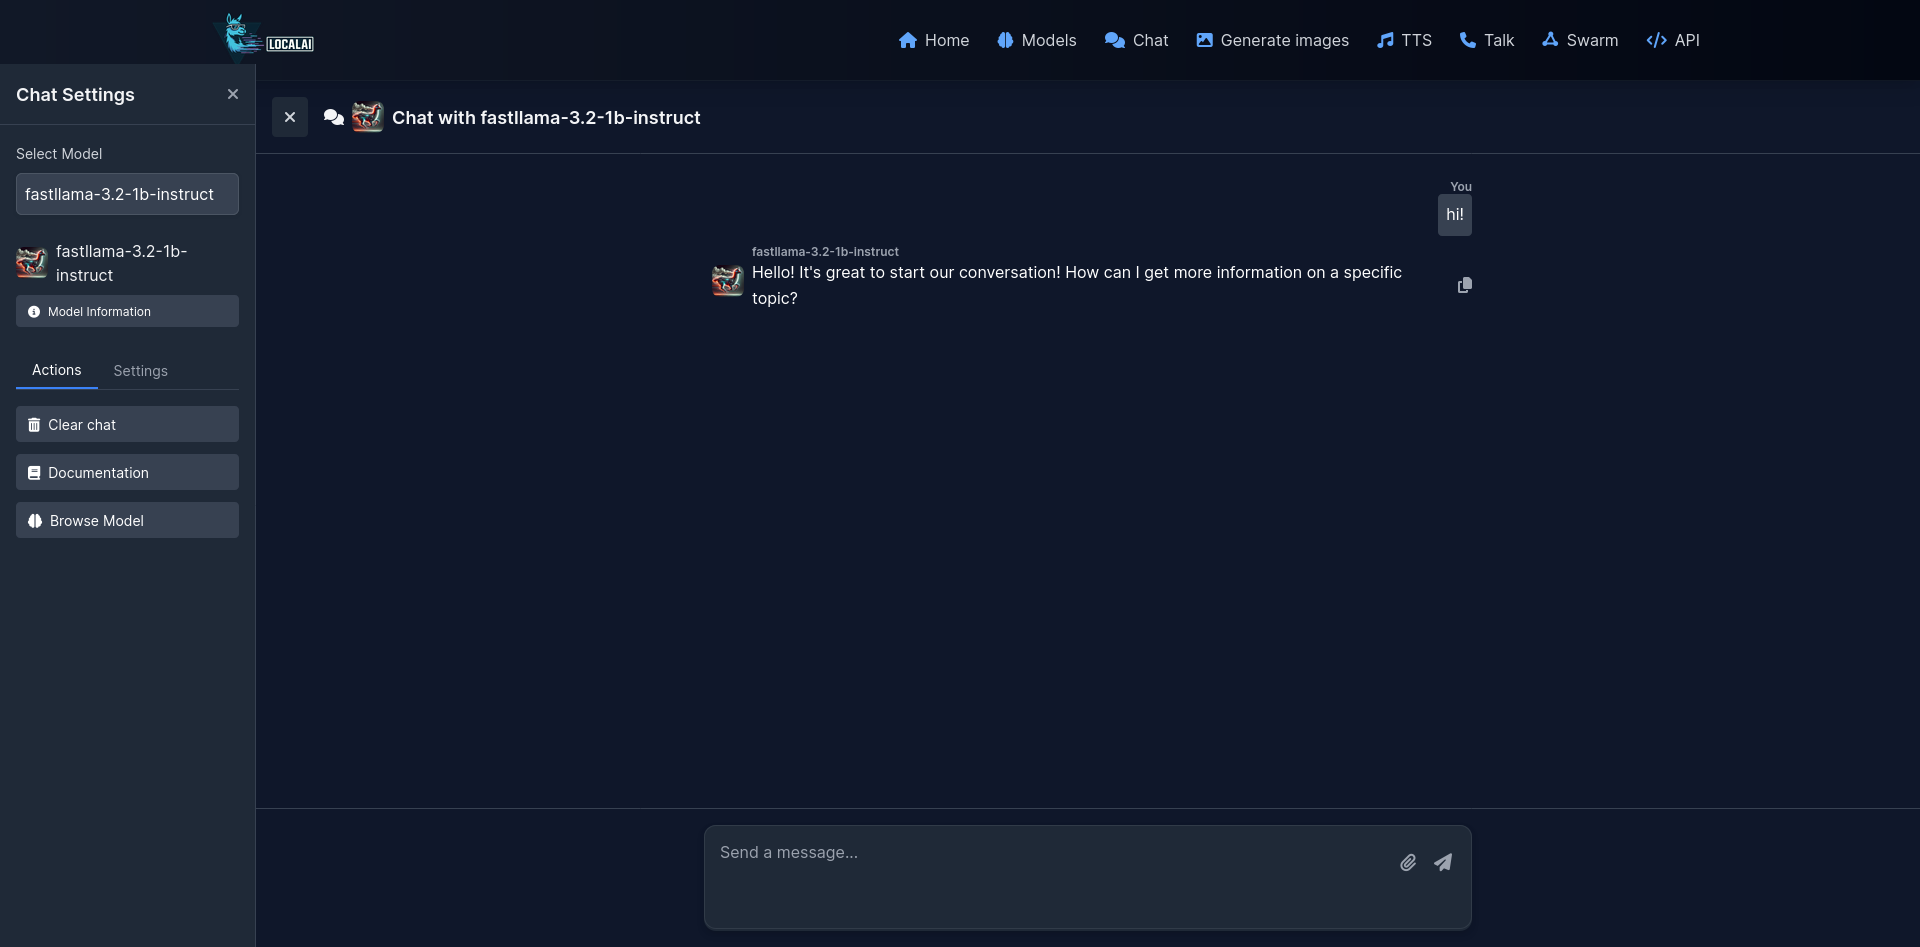 LOCALAI
Home
Models
Chat
Generate images
TTS
Talk
Swarm
API
Chat Settings
Select Model
fastllama-3.2-1b-instruct
fastllama-3.2-1b-
instruct
Model Information
Actions
Settings
Clear chat
Documentation
Browse Model
Chat with fastllama-3.2-1b-instruct
You
hi!
fastllama-3.2-1b-instruct
Hello! It's great to start our conversation! How can I get more information on a specific
topic?
Send a message...